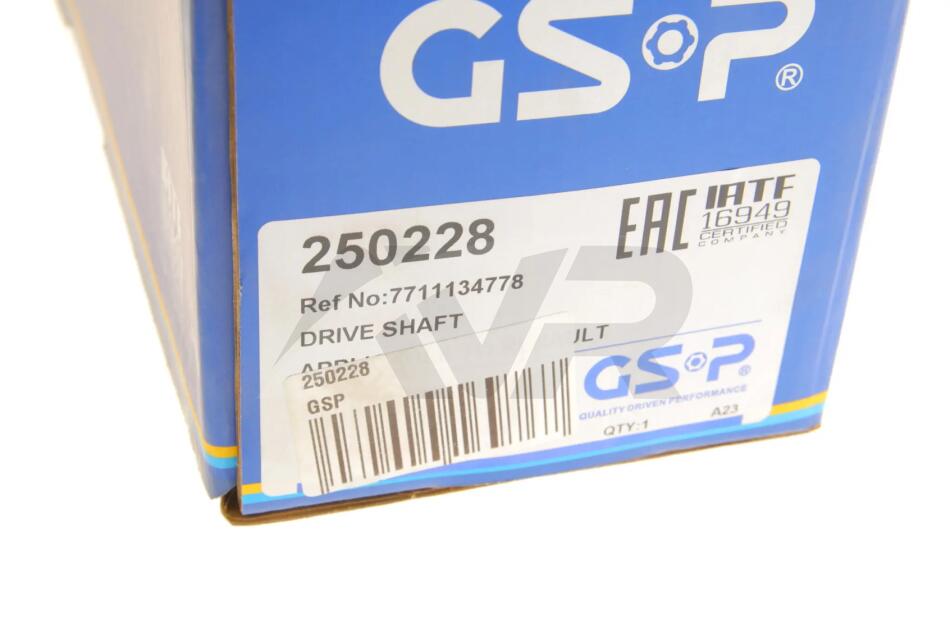 GSP®
250228
EAC
IATF
16949
CERTIFIED
COMPANY
Ref No:7711134778
DRIVE SHAFT
GSP
QUALITY DRIVEN PERFORMANCE
QTY:1 A23
250228
GSP